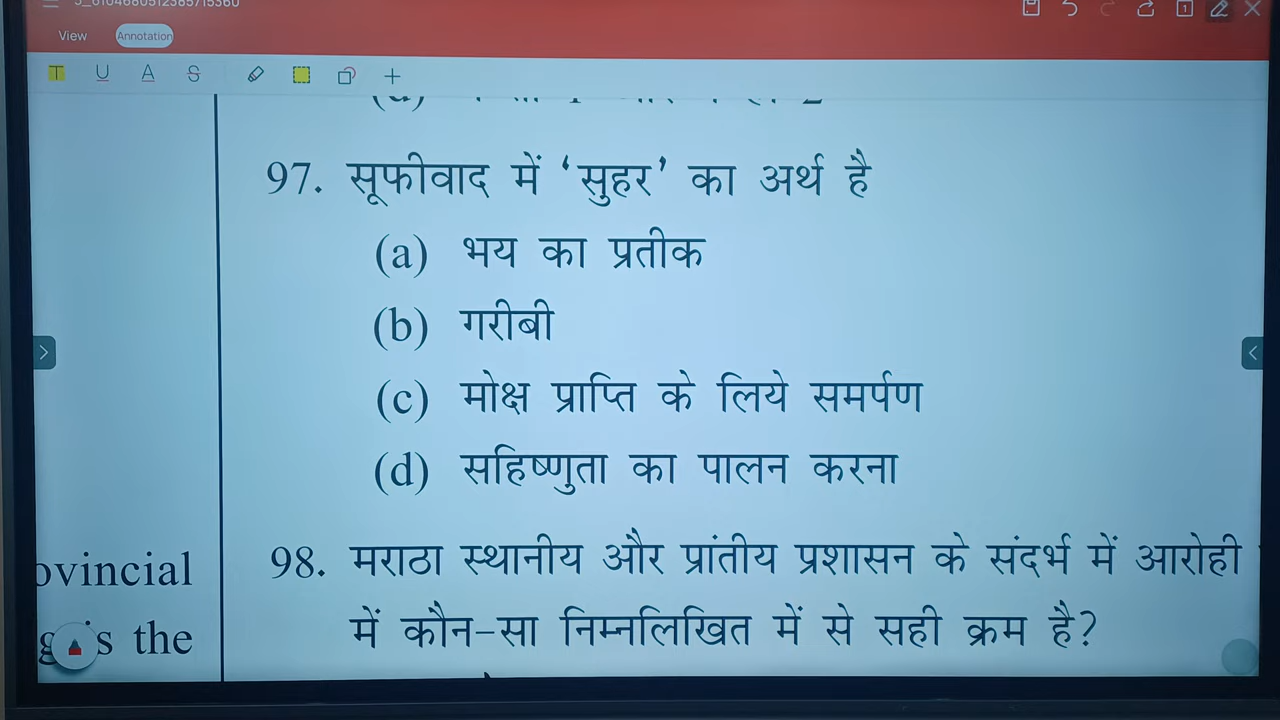 View Annotation
T U A S
97. सूफीवाद में ‘सुहर’ का अर्थ है
(a) भय का प्रतीक
(b) गरीबी
(c) मोक्ष प्राप्ति के लिये समर्पण
(d) सहिष्णुता का पालन करना
98. मराठा स्थानीय और प्रांतीय प्रशासन के संदर्भ में आरोही
में कौन-सा निम्नलिखित में से सही क्रम है?
ovincial
s the